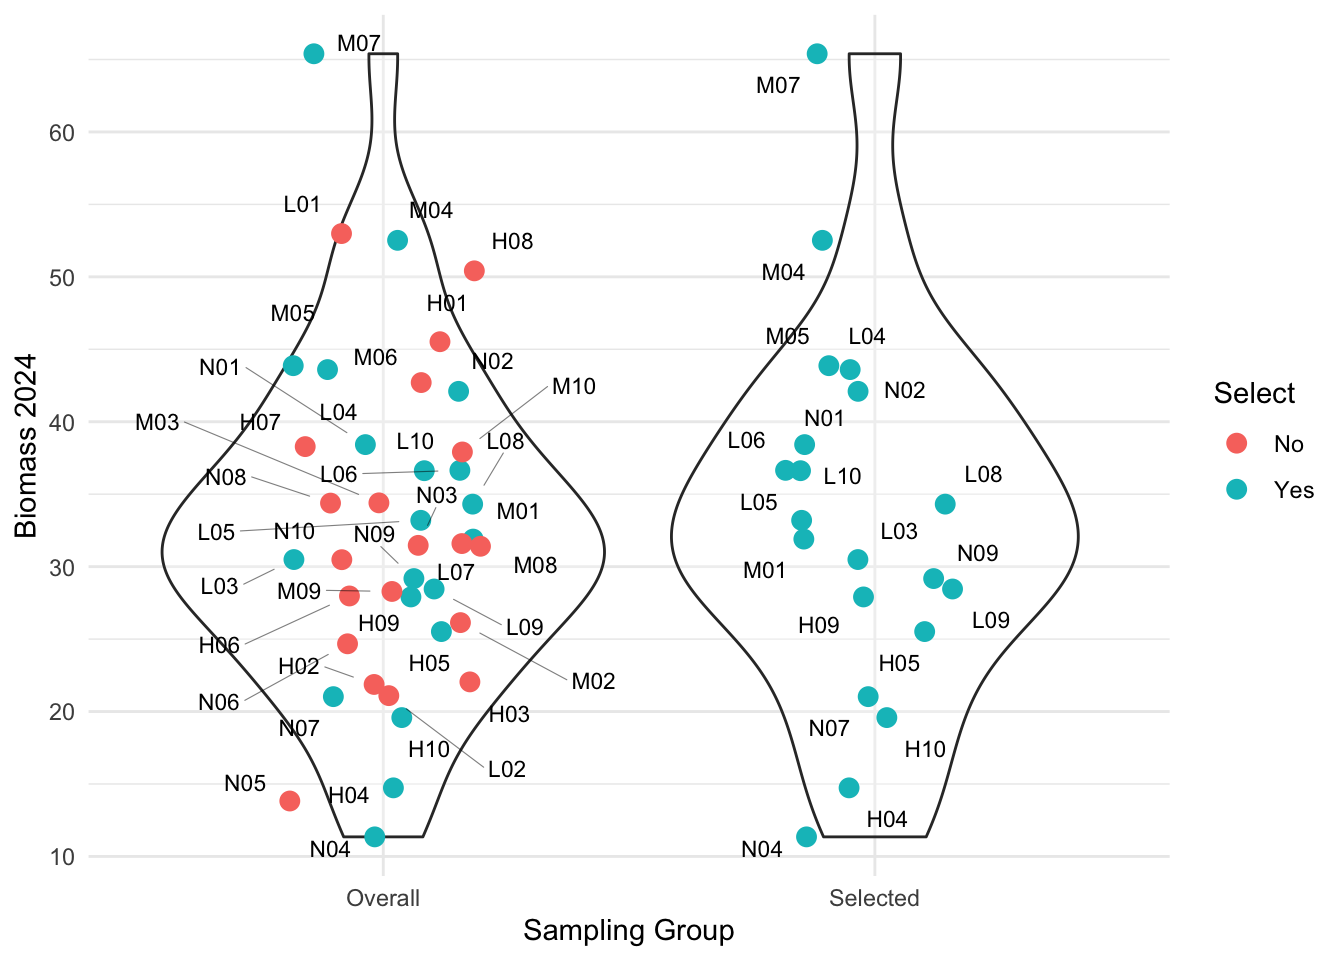 M07
M07
60
L01
M04
H08
M04
50
H01
M05
M05
L04
M06
N02
N01
M10
N02
L04
M03
H07
40
N01
L10
L08
L06
N08
L06
L08
L10
N03
L05
M01
L05
N10
N09
L03
30
M08
N09
M01
L07
L03
M09
H09
L09
L09
H09
H06
H02
H05
H05
M02
N06
20
H03
N07
N07
H10
H10
L02
N05
H04
H04
N04
N04
10
Overall
Selected
Sampling Group
Biomass 2024
Select
No
Yes